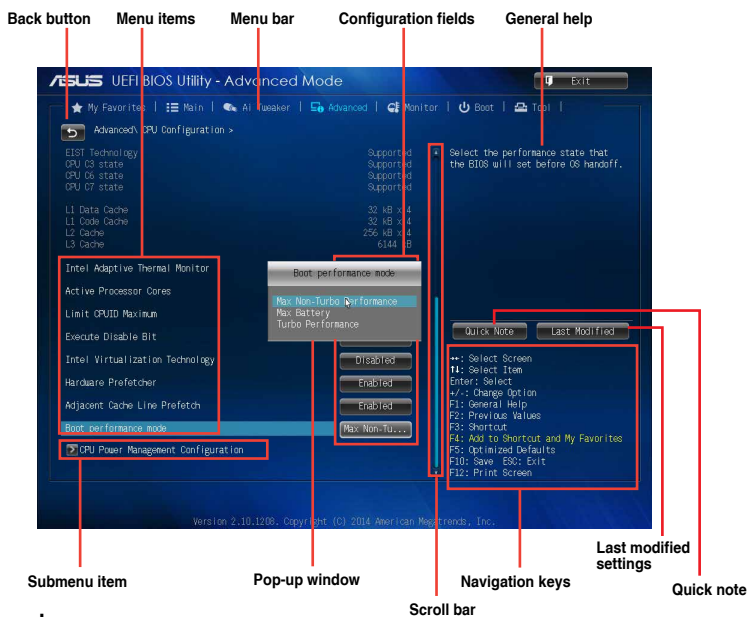 Back button Menu items Menu bar Configuration fields General help
ASUS UEFI BIOS Utility - Advanced Mode Exit
My Favorites | Main | Ai Tweaker | Advanced | Monitor | Boot | Tool |
Advanced\ CPU Configuration >
EIST Technology Supported
CPU C3 state Supported
CPU C6 state Supported
CPU C7 state Supported
L1 Data Cache 32 kB x 4
L1 Code Cache 32 kB x 4
L2 Cache 256 kB x 4
L3 Cache 6144 kB
Select the performance state that
the BIOS will set before OS handoff.
Intel Adaptive Thermal Monitor
Active Processor Cores
Limit CPUID Maximum
Execute Disable Bit
Intel Virtualization Technology Disabled
Hardware Prefetcher Enabled
Adjacent Cache Line Prefetch Enabled
Boot performance mode Max Non-Tu...
CPU Power Management Configuration
Boot performance mode
Max Non-Turbo Performance
Max Battery
Turbo Performance
Quick Note Last Modified
→←: Select Screen
↑↓: Select Item
Enter: Select
+/-: Change Option
F1: General Help
F2: Previous Values
F3: Shortcut
F4: Add to Shortcut and My Favorites
F5: Optimized Defaults
F10: Save ESC: Exit
F12: Print Screen
Version 2.10.1208. Copyright (C) 2014 American Megatrends, Inc.
Last modified
settings
Submenu item Pop-up window Navigation keys Quick note
Scroll bar